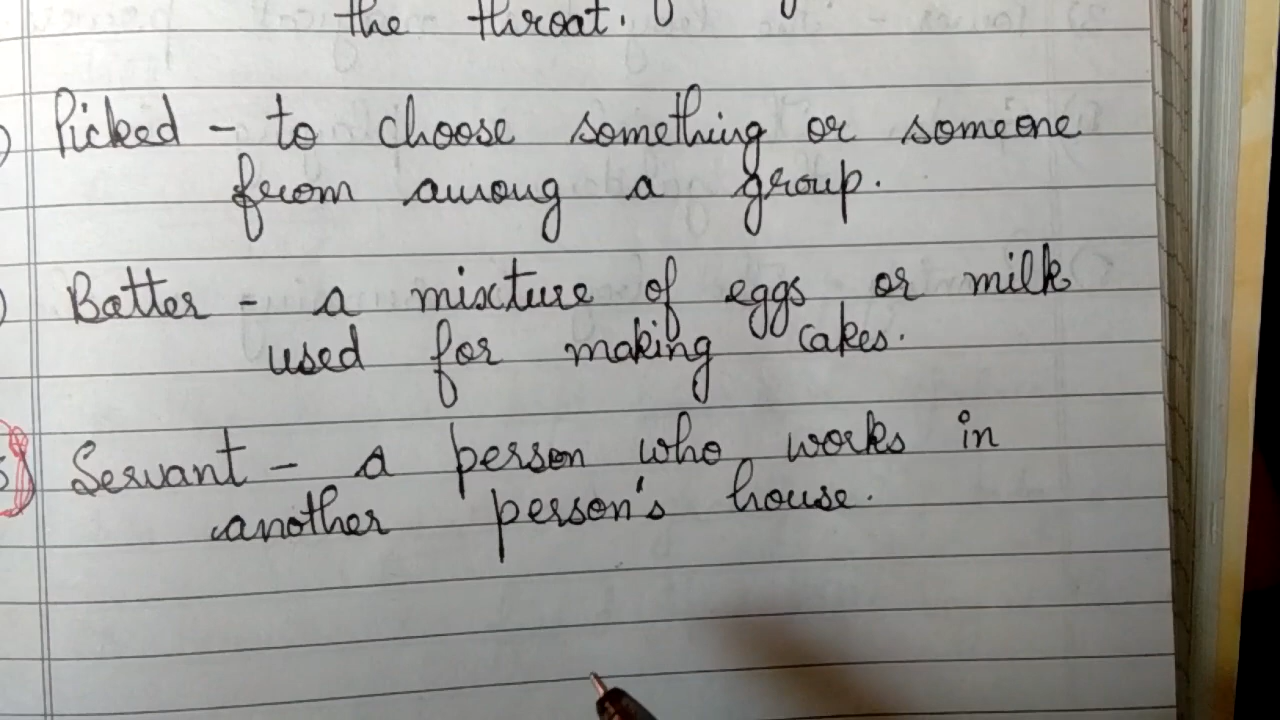 the throat.
Picked - to choose something or someone
from among a group.
Batter - a mixture of eggs or milk
used for making cakes.
Servant - a person who works in
another person's house.